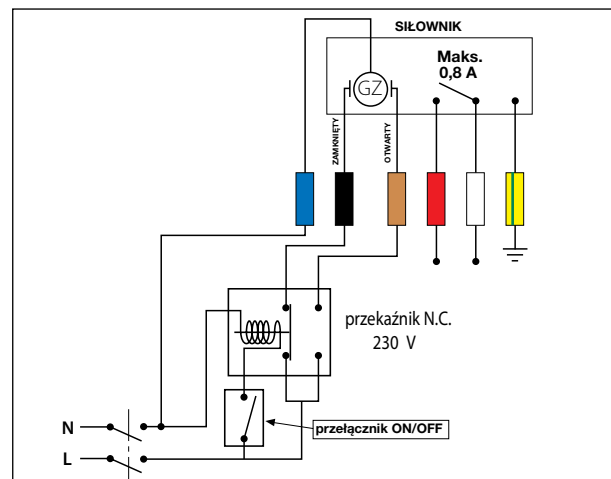 SIŁOWNIK
Maks.
0,8 A
GZ
ZAMKNIĘTY
OTWARTY
przekaźnik N.C.
230 V
przełącznik ON/OFF
N
L